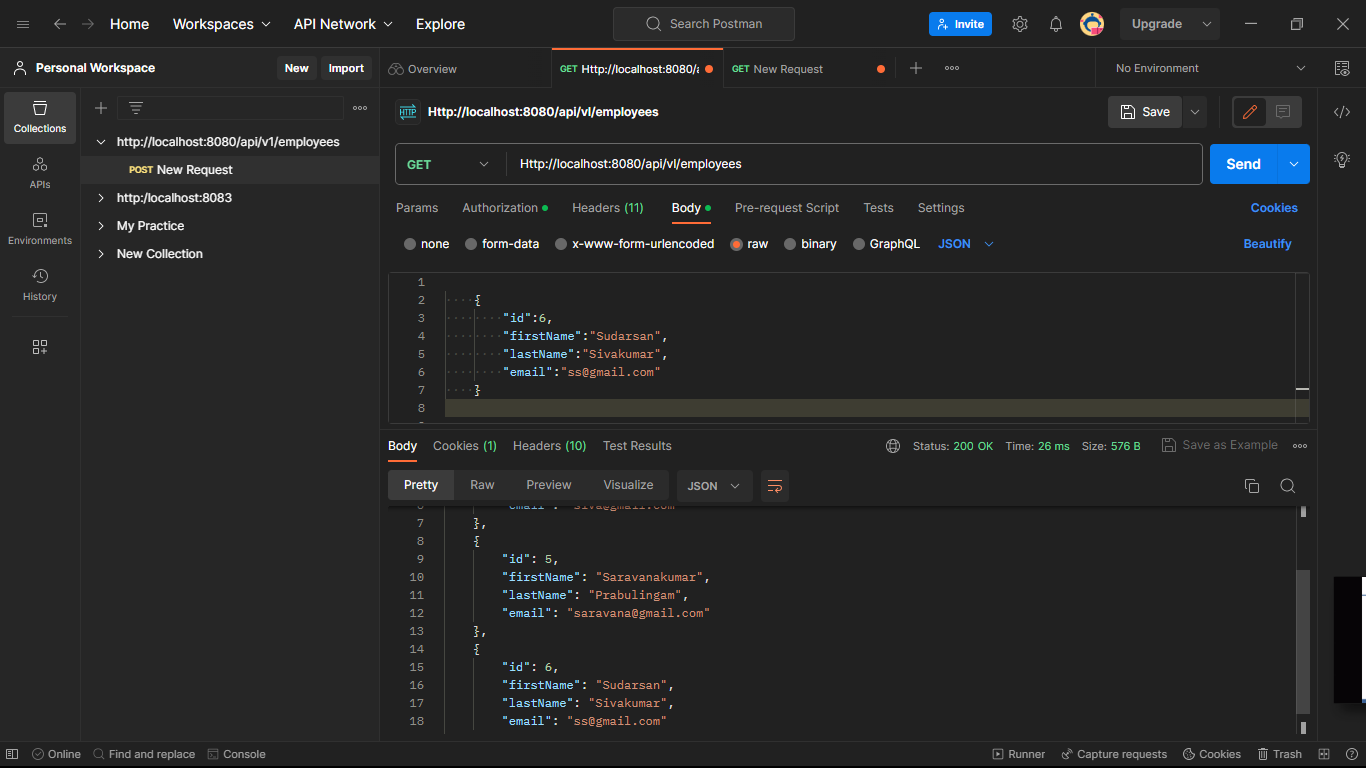 Home Workspaces API Network Explore Search Postman Invite Upgrade
Personal Workspace New Import
Overview GET Http://localhost:8080/a GET New Request No Environment
Collections
APIs
Environments
History
http://localhost:8080/api/v1/employees
POST New Request
http:/localhost:8083
My Practice
New Collection
HTTP Http://localhost:8080/api/vl/employees Save
GET Http://localhost:8080/api/vl/employees Send
Params Authorization Headers (11) Body Pre-request Script Tests Settings Cookies
none form-data x-www-form-urlencoded raw binary GraphQL JSON Beautify
1
2 {
3 "id":6,
4 "firstName":"Sudarsan",
5 "lastName":"Sivakumar",
6 "email":"ss@gmail.com"
7 }
8
Body Cookies (1) Headers (10) Test Results Status: 200 OK Time: 26 ms Size: 576 B Save as Example
Pretty Raw Preview Visualize JSON
6 "email": "siva@gmail.com"
7 },
8 {
9 "id": 5,
10 "firstName": "Saravanakumar",
11 "lastName": "Prabulingam",
12 "email": "saravana@gmail.com"
13 },
14 {
15 "id": 6,
16 "firstName": "Sudarsan",
17 "lastName": "Sivakumar",
18 "email": "ss@gmail.com"
Online Find and replace Console Runner Capture requests Cookies Trash